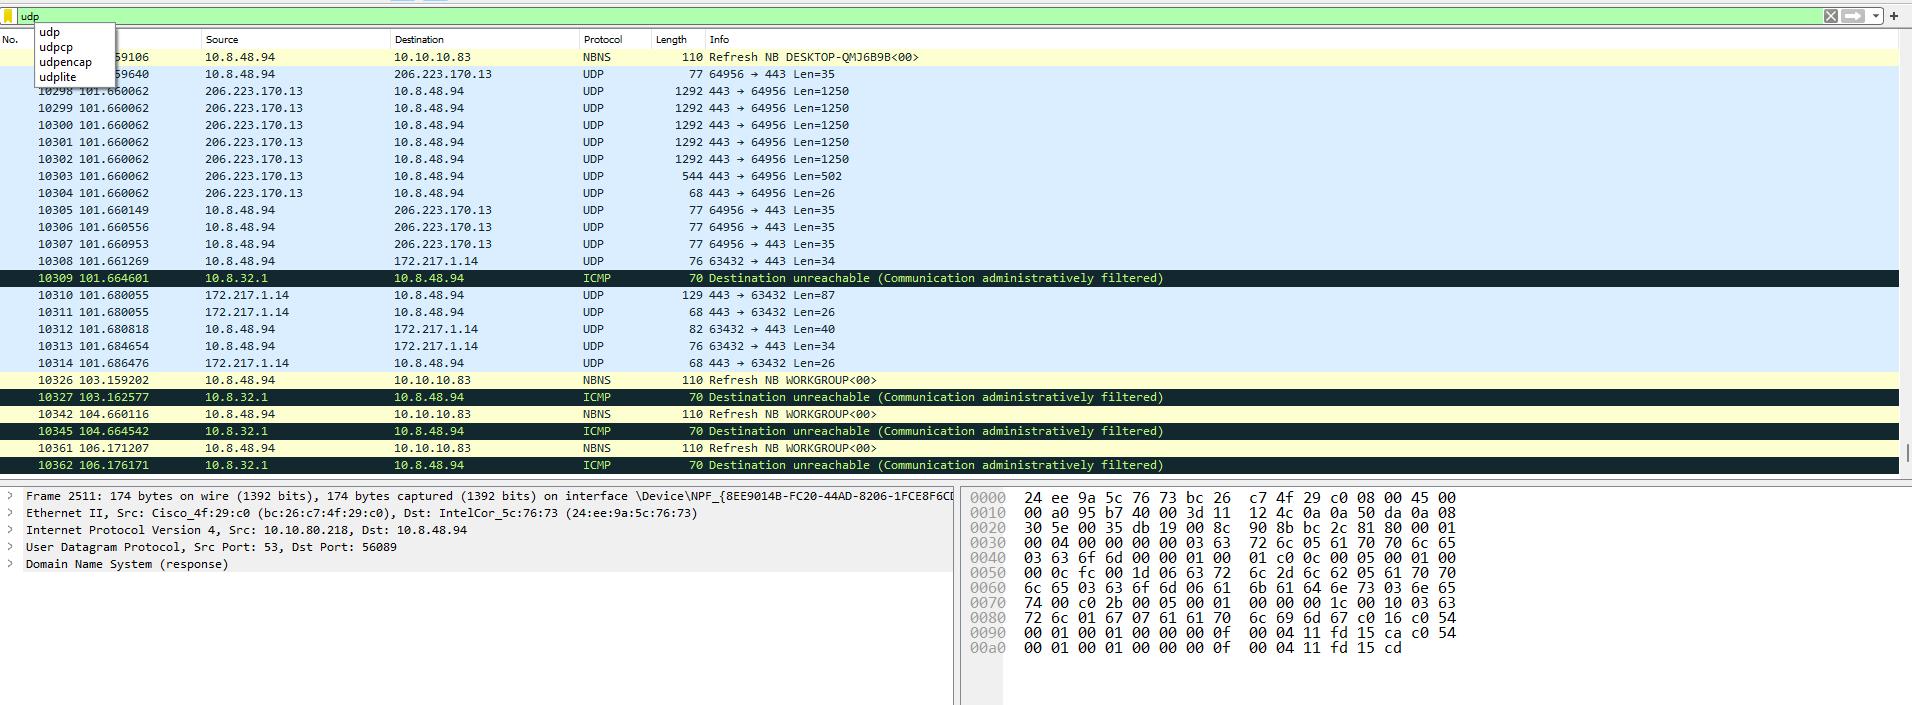 udp
udp
udpcp
udpencap
udplite
No. Source Destination Protocol Length Info
59106 10.8.48.94 10.10.10.83 NBNS 110 Refresh NB DESKTOP-QMJ6B9B<00>
59640 10.8.48.94 206.223.170.13 UDP 77 64956 → 443 Len=35
10298 101.660062 206.223.170.13 10.8.48.94 UDP 1292 443 → 64956 Len=1250
10299 101.660062 206.223.170.13 10.8.48.94 UDP 1292 443 → 64956 Len=1250
10300 101.660062 206.223.170.13 10.8.48.94 UDP 1292 443 → 64956 Len=1250
10301 101.660062 206.223.170.13 10.8.48.94 UDP 1292 443 → 64956 Len=1250
10302 101.660062 206.223.170.13 10.8.48.94 UDP 1292 443 → 64956 Len=1250
10303 101.660062 206.223.170.13 10.8.48.94 UDP 544 443 → 64956 Len=502
10304 101.660062 206.223.170.13 10.8.48.94 UDP 68 443 → 64956 Len=26
10305 101.660149 10.8.48.94 206.223.170.13 UDP 77 64956 → 443 Len=35
10306 101.660556 10.8.48.94 206.223.170.13 UDP 77 64956 → 443 Len=35
10307 101.660953 10.8.48.94 206.223.170.13 UDP 77 64956 → 443 Len=35
10308 101.661269 10.8.48.94 172.217.1.14 UDP 76 63432 → 443 Len=34
10309 101.664601 10.8.32.1 10.8.48.94 ICMP 70 Destination unreachable (Communication administratively filtered)
10310 101.680055 172.217.1.14 10.8.48.94 UDP 129 443 → 63432 Len=87
10311 101.680055 172.217.1.14 10.8.48.94 UDP 68 443 → 63432 Len=26
10312 101.680818 10.8.48.94 172.217.1.14 UDP 82 63432 → 443 Len=40
10313 101.684654 10.8.48.94 172.217.1.14 UDP 76 63432 → 443 Len=34
10314 101.686476 172.217.1.14 10.8.48.94 UDP 68 443 → 63432 Len=26
10326 103.159202 10.8.48.94 10.10.10.83 NBNS 110 Refresh NB WORKGROUP<00>
10327 103.162577 10.8.32.1 10.8.48.94 ICMP 70 Destination unreachable (Communication administratively filtered)
10342 104.660116 10.8.48.94 10.10.10.83 NBNS 110 Refresh NB WORKGROUP<00>
10345 104.664542 10.8.32.1 10.8.48.94 ICMP 70 Destination unreachable (Communication administratively filtered)
10361 106.171207 10.8.48.94 10.10.10.83 NBNS 110 Refresh NB WORKGROUP<00>
10362 106.176171 10.8.32.1 10.8.48.94 ICMP 70 Destination unreachable (Communication administratively filtered)
Frame 2511: 174 bytes on wire (1392 bits), 174 bytes captured (1392 bits) on interface \Device\NPF_{8EE9014B-FC20-44AD-8206-1FCE8F6CD
Ethernet II, Src: Cisco_4f:29:c0 (bc:26:c7:4f:29:c0), Dst: IntelCor_5c:76:73 (24:ee:9a:5c:76:73)
Internet Protocol Version 4, Src: 10.10.80.218, Dst: 10.8.48.94
User Datagram Protocol, Src Port: 53, Dst Port: 56089
Domain Name System (response)
0000 24 ee 9a 5c 76 73 bc 26 c7 4f 29 c0 08 00 45 00
0010 00 a0 95 b7 40 00 3d 11 12 4c 0a 0a 50 da 0a 08
0020 30 5e 00 35 db 19 00 8c 90 8b bc 2c 81 80 00 01
0030 00 04 00 00 00 00 03 63 72 6c 05 61 70 70 6c 65
0040 03 63 6f 6d 00 00 01 00 01 c0 0c 00 05 00 01 00
0050 00 0c fc 00 1d 06 63 72 6c 2d 6c 62 05 61 70 70
0060 6c 65 03 63 6f 6d 06 61 6b 61 64 6e 73 03 6e 65
0070 74 00 c0 2b 00 05 00 01 00 00 00 1c 00 10 03 63
0080 72 6c 01 67 07 61 61 70 6c 69 6d 67 c0 16 c0 54
0090 00 01 00 01 00 00 00 0f 00 04 11 fd 15 ca c0 54
00a0 00 01 00 01 00 00 00 0f 00 04 11 fd 15 cd